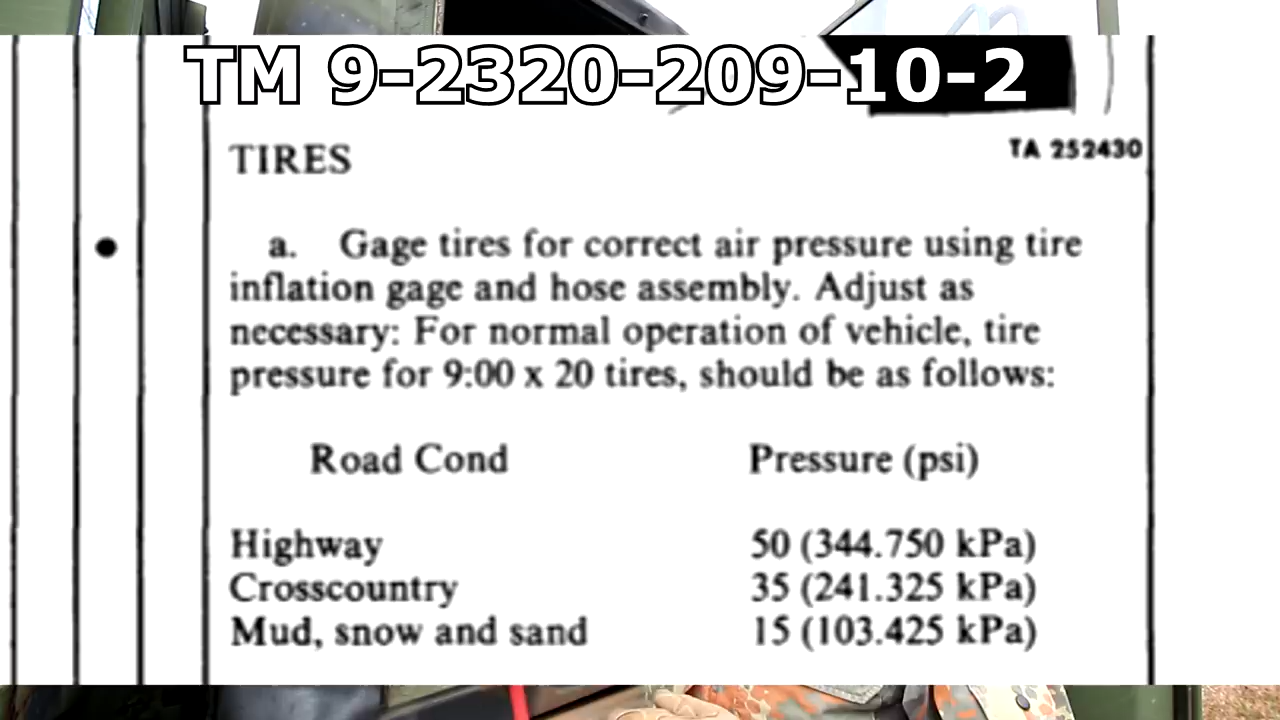 TM 9-2320-209-10-2
TA 252430
TIRES
a. Gage tires for correct air pressure using tire
inflation gage and hose assembly. Adjust as
necessary: For normal operation of vehicle, tire
pressure for 9:00 x 20 tires, should be as follows:
Road Cond Pressure (psi)
Highway 50 (344.750 kPa)
Crosscountry 35 (241.325 kPa)
Mud, snow and sand 15 (103.425 kPa)